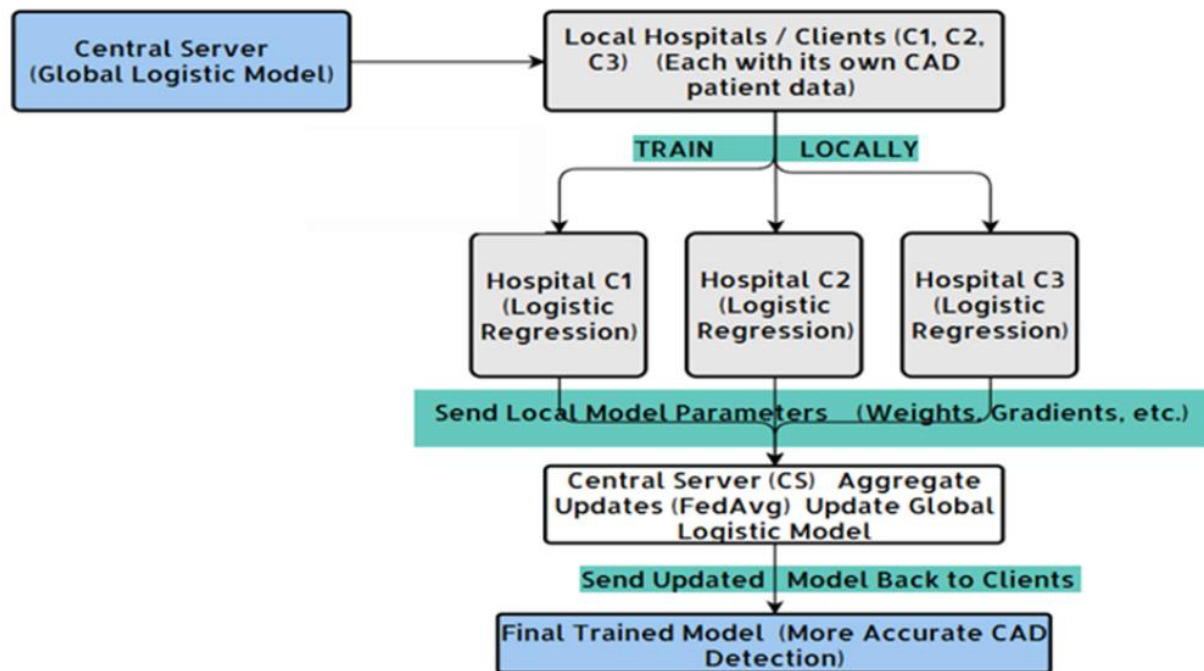 Central Server
(Global Logistic Model)
Local Hospitals / Clients (C1, C2,
C3) (Each with its own CAD
patient data)
TRAIN LOCALLY
Hospital C1
(Logistic
Regression)
Hospital C2
(Logistic
Regression)
Hospital C3
(Logistic
Regression)
Send Local Model Parameters (Weights, Gradients, etc.)
Central Server (CS) Aggregate
Updates (FedAvg) Update Global
Logistic Model
Send Updated Model Back to Clients
Final Trained Model (More Accurate CAD
Detection)